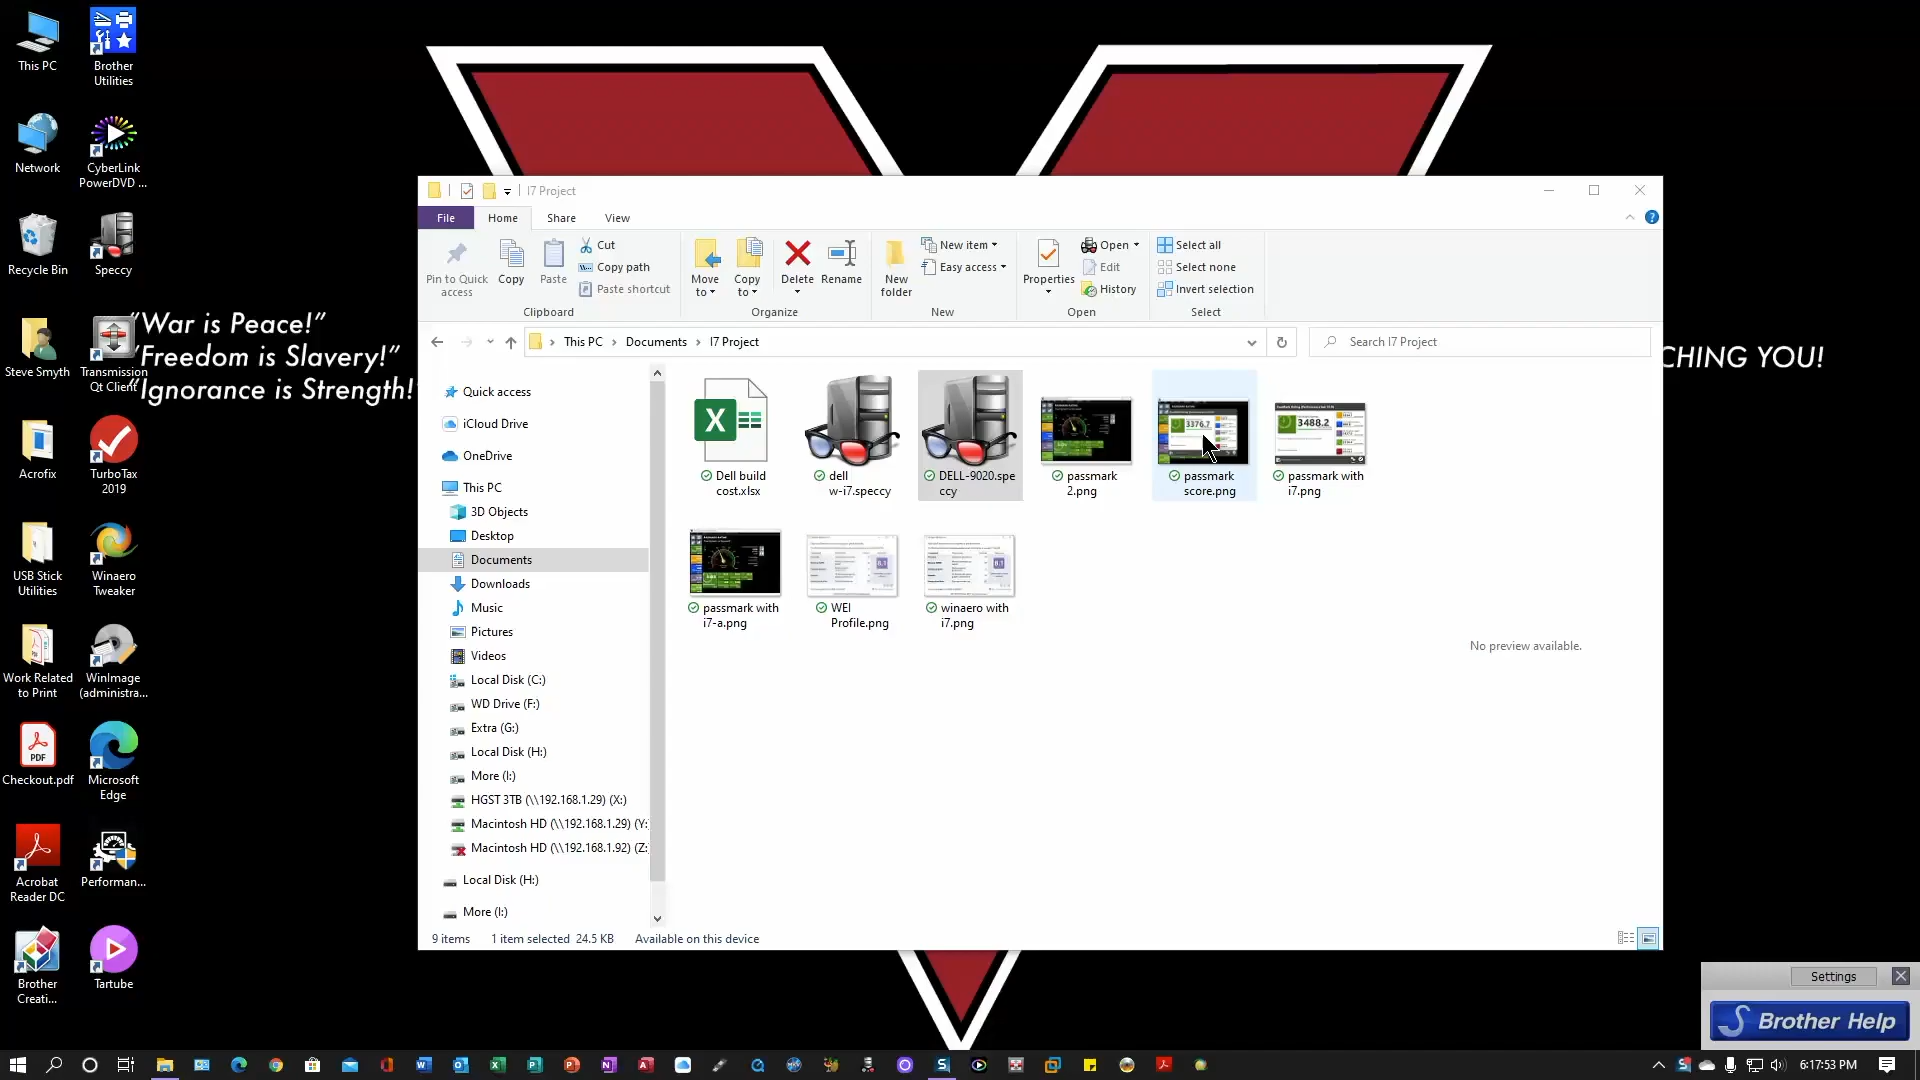 This PC
Brother
Utilities
Network
CyberLink
PowerDVD ...
Recycle Bin
Speccy
Steve Smyth
Transmission
Qt Client
Acrofix
TurboTax
2019
USB Stick
Utilities
Winaero
Tweaker
Work Related
to Print
WinImage
(administra...
Checkout.pdf
Microsoft
Edge
Acrobat
Reader DC
Performan...
Brother
Creati...
Tartube
"War is Peace!"
"Freedom is Slavery!"
"Ignorance is Strength!"
CHING YOU!
I7 Project
File
Home
Share
View
Pin to Quick
access
Copy
Paste
Cut
Copy path
Paste shortcut
Clipboard
Move
to
Copy
to
Delete
Rename
Organize
New
folder
New item
Easy access
New
Properties
Open
Edit
History
Open
Select all
Select none
Invert selection
Select
This PC
Documents
I7 Project
Search I7 Project
Quick access
iCloud Drive
OneDrive
This PC
3D Objects
Desktop
Documents
Downloads
Music
Pictures
Videos
Local Disk (C:)
WD Drive (F:)
Extra (G:)
Local Disk (H:)
More (I:)
HGST 3TB (\\192.168.1.29) (X:)
Macintosh HD (\\192.168.1.29) (Y:
Macintosh HD (\\192.168.1.92) (Z:
Local Disk (H:)
More (I:)
Dell build
cost.xlsx
dell
w-i7.speccy
DELL-9020.spe
ccy
passmark
2.png
3376.7
passmark
score.png
3488.2
passmark with
i7.png
passmark with
i7-a.png
8.1
WEI
Profile.png
8.1
winaero with
i7.png
No preview available.
9 items
1 item selected 24.5 KB
Available on this device
Settings
Brother Help
6:17:53 PM